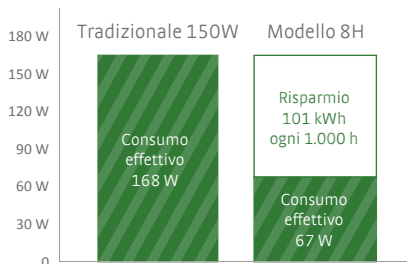 Tradizionale 150W
Modello 8H
180 W
150 W
120 W
90 W
60 W
30 W
0
Consumo
effettivo
168 W
Risparmio
101 kWh
ogni 1.000 h
Consumo
effettivo
67 W